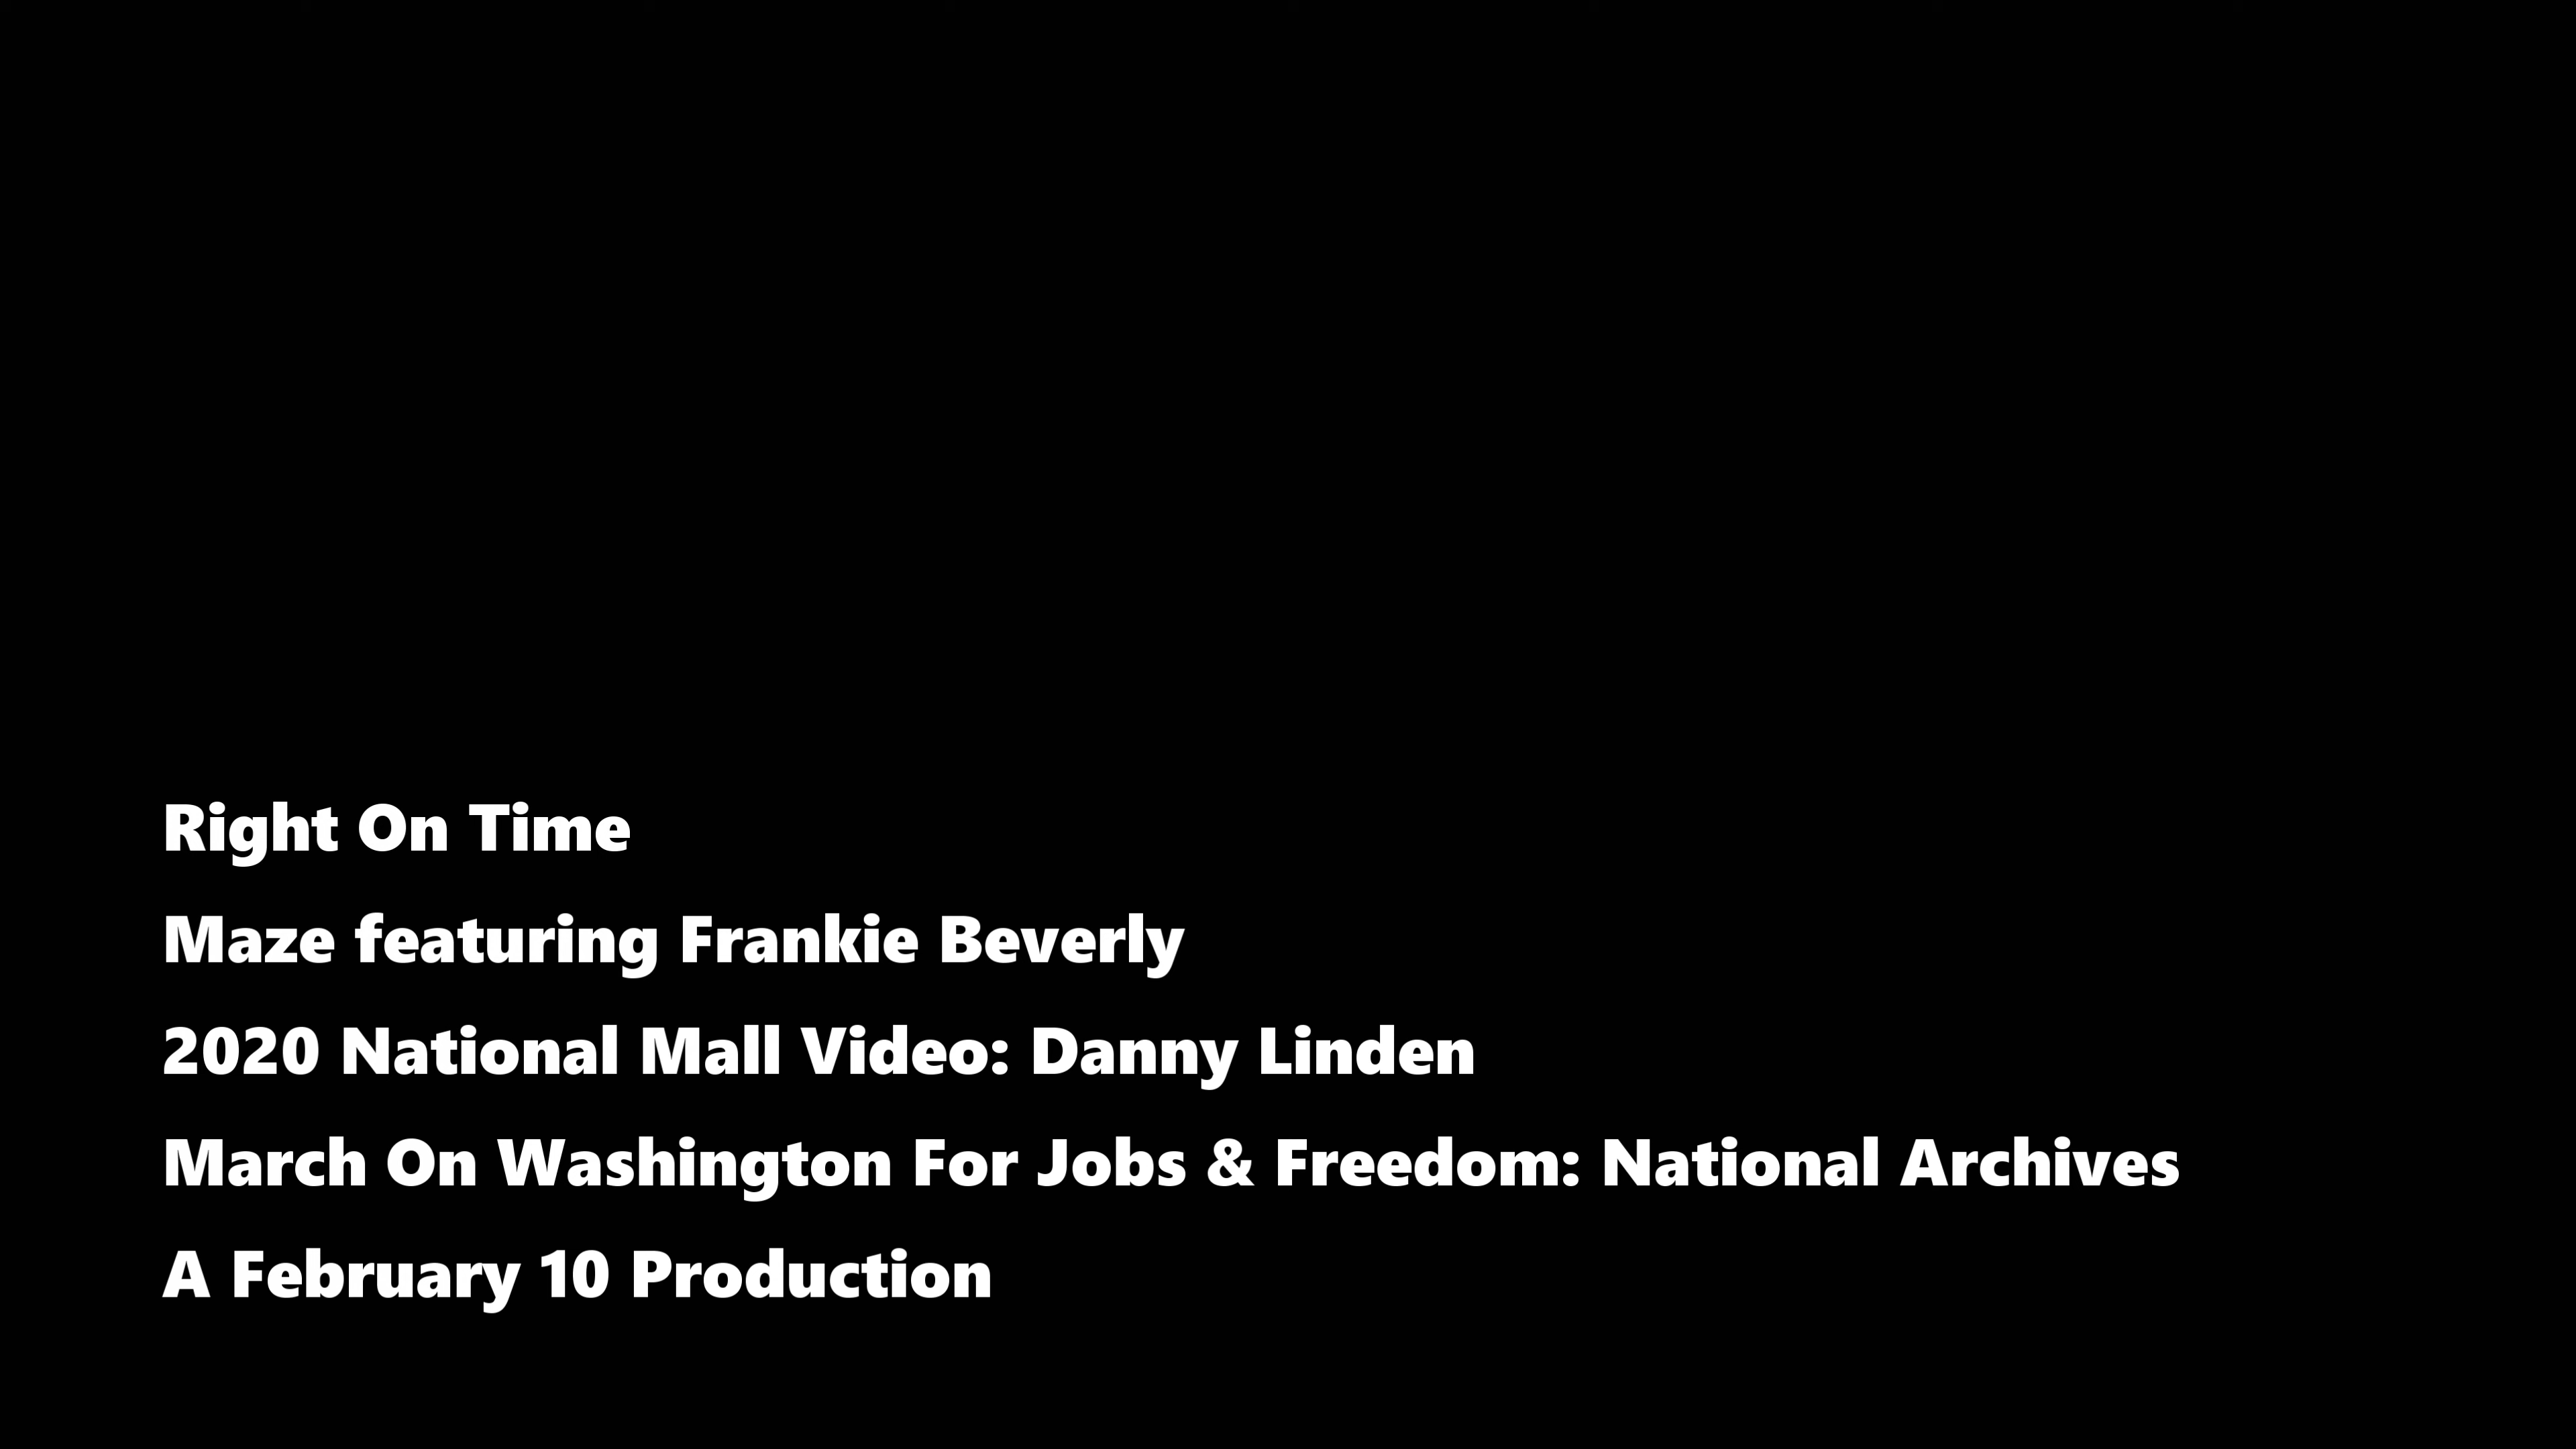 Right On Time
Maze featuring Frankie Beverly
2020 National Mall Video: Danny Linden
March On Washington For Jobs & Freedom: National Archives
A February 10 Production